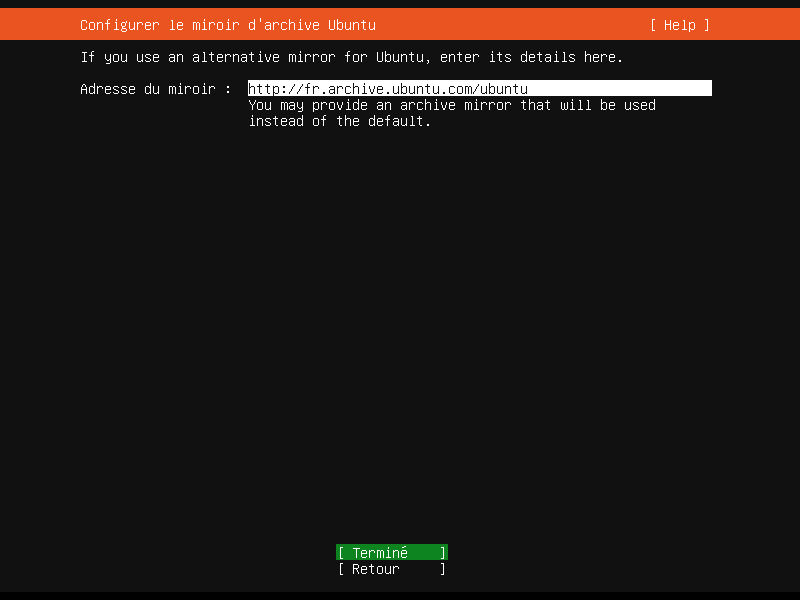 Configurer le miroir d'archive Ubuntu [ Help ]
If you use an alternative mirror for Ubuntu, enter its details here.
Adresse du miroir : http://fr.archive.ubuntu.com/ubuntu
You may provide an archive mirror that will be used
instead of the default.
[ Terminé ]
[ Retour ]